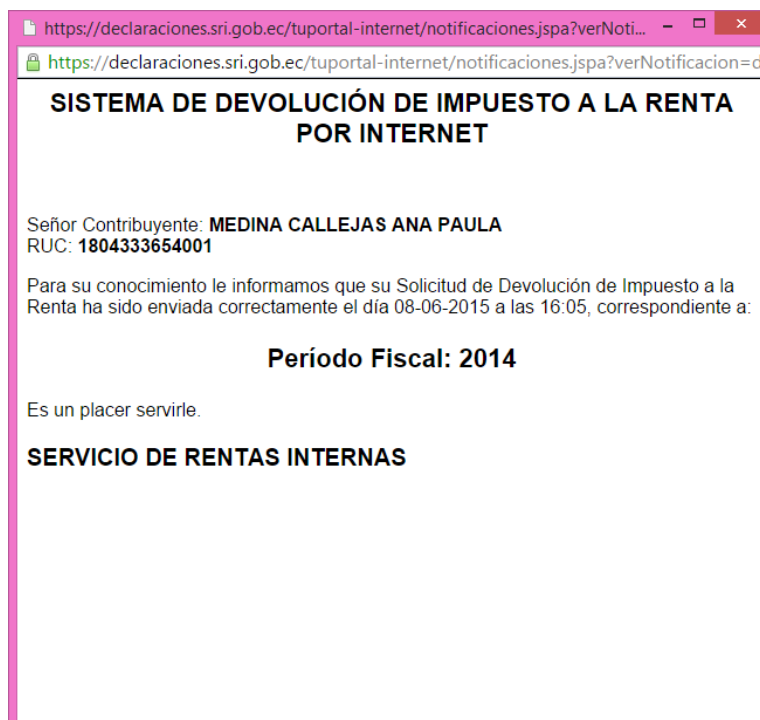 https://declaraciones.sri.gob.ec/tuportal-internet/notificaciones.jspa?verNoti...
https://declaraciones.sri.gob.ec/tuportal-internet/notificaciones.jspa?verNotificacion=d
SISTEMA DE DEVOLUCIÓN DE IMPUESTO A LA RENTA
POR INTERNET
Señor Contribuyente: MEDINA CALLEJAS ANA PAULA
RUC: 1804333654001
Para su conocimiento le informamos que su Solicitud de Devolución de Impuesto a la
Renta ha sido enviada correctamente el día 08-06-2015 a las 16:05, correspondiente a:
Período Fiscal: 2014
Es un placer servirle.
SERVICIO DE RENTAS INTERNAS